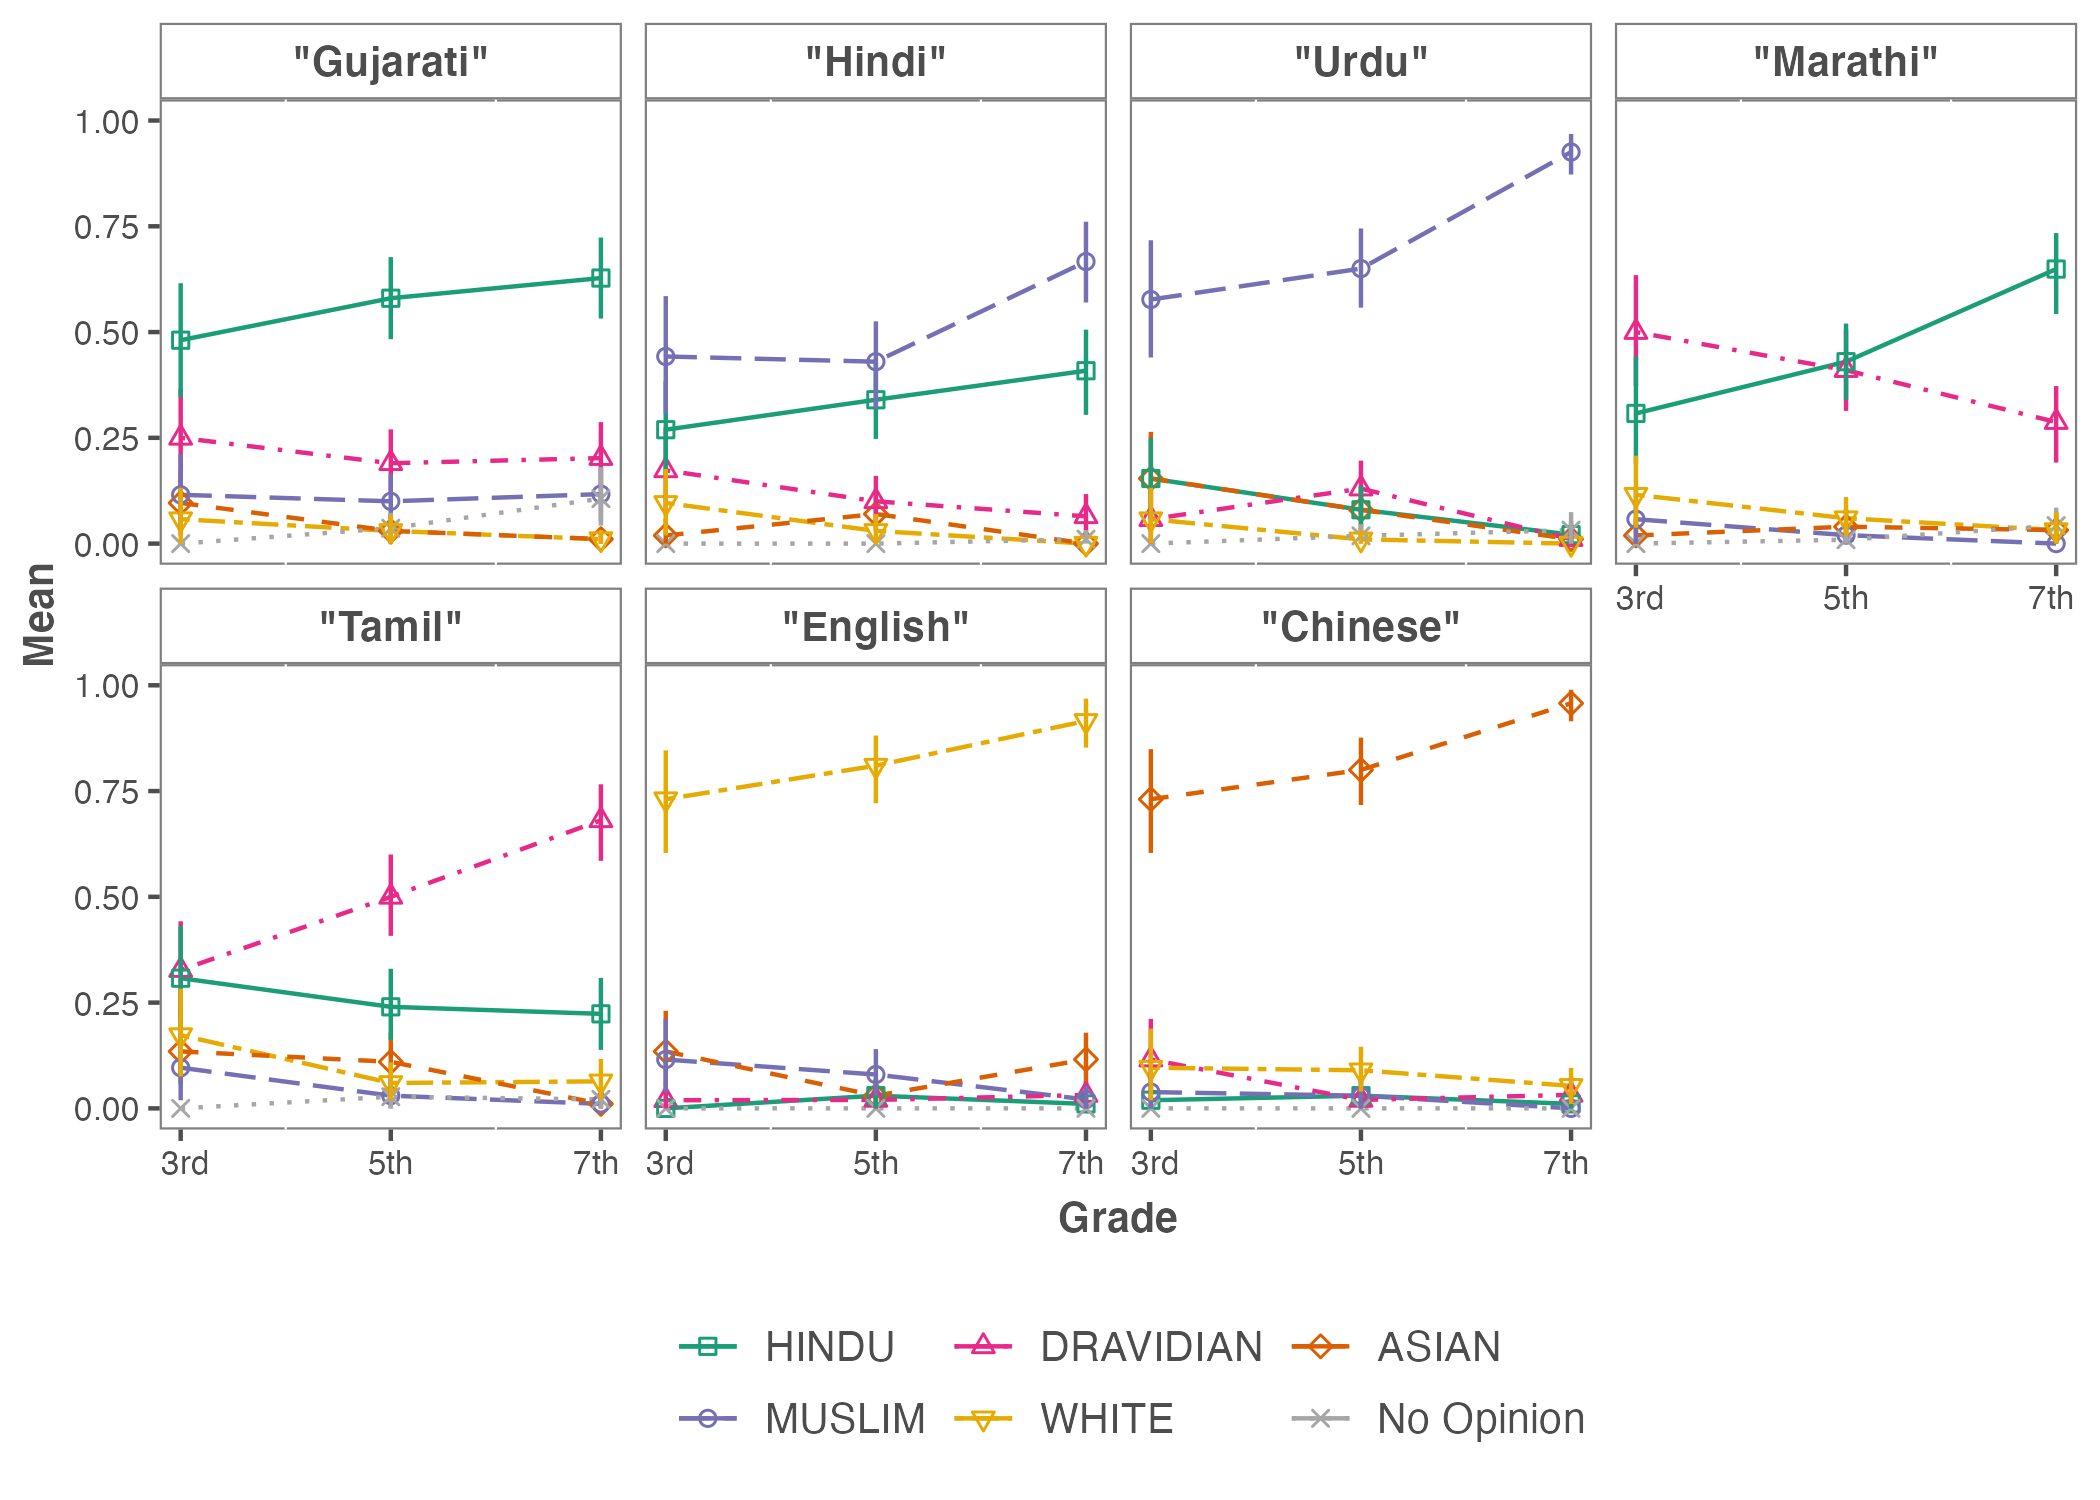 "Gujarati" "Hindi" "Urdu" "Marathi"
1.00
0.75
0.50
0.25
0.00
3rd 5th 7th
Mean
"Tamil" "English" "Chinese"
1.00
0.75
0.50
0.25
0.00
3rd 5th 7th 3rd 5th 7th 3rd 5th 7th
Grade
HINDU DRAVIDIAN ASIAN
MUSLIM WHITE No Opinion